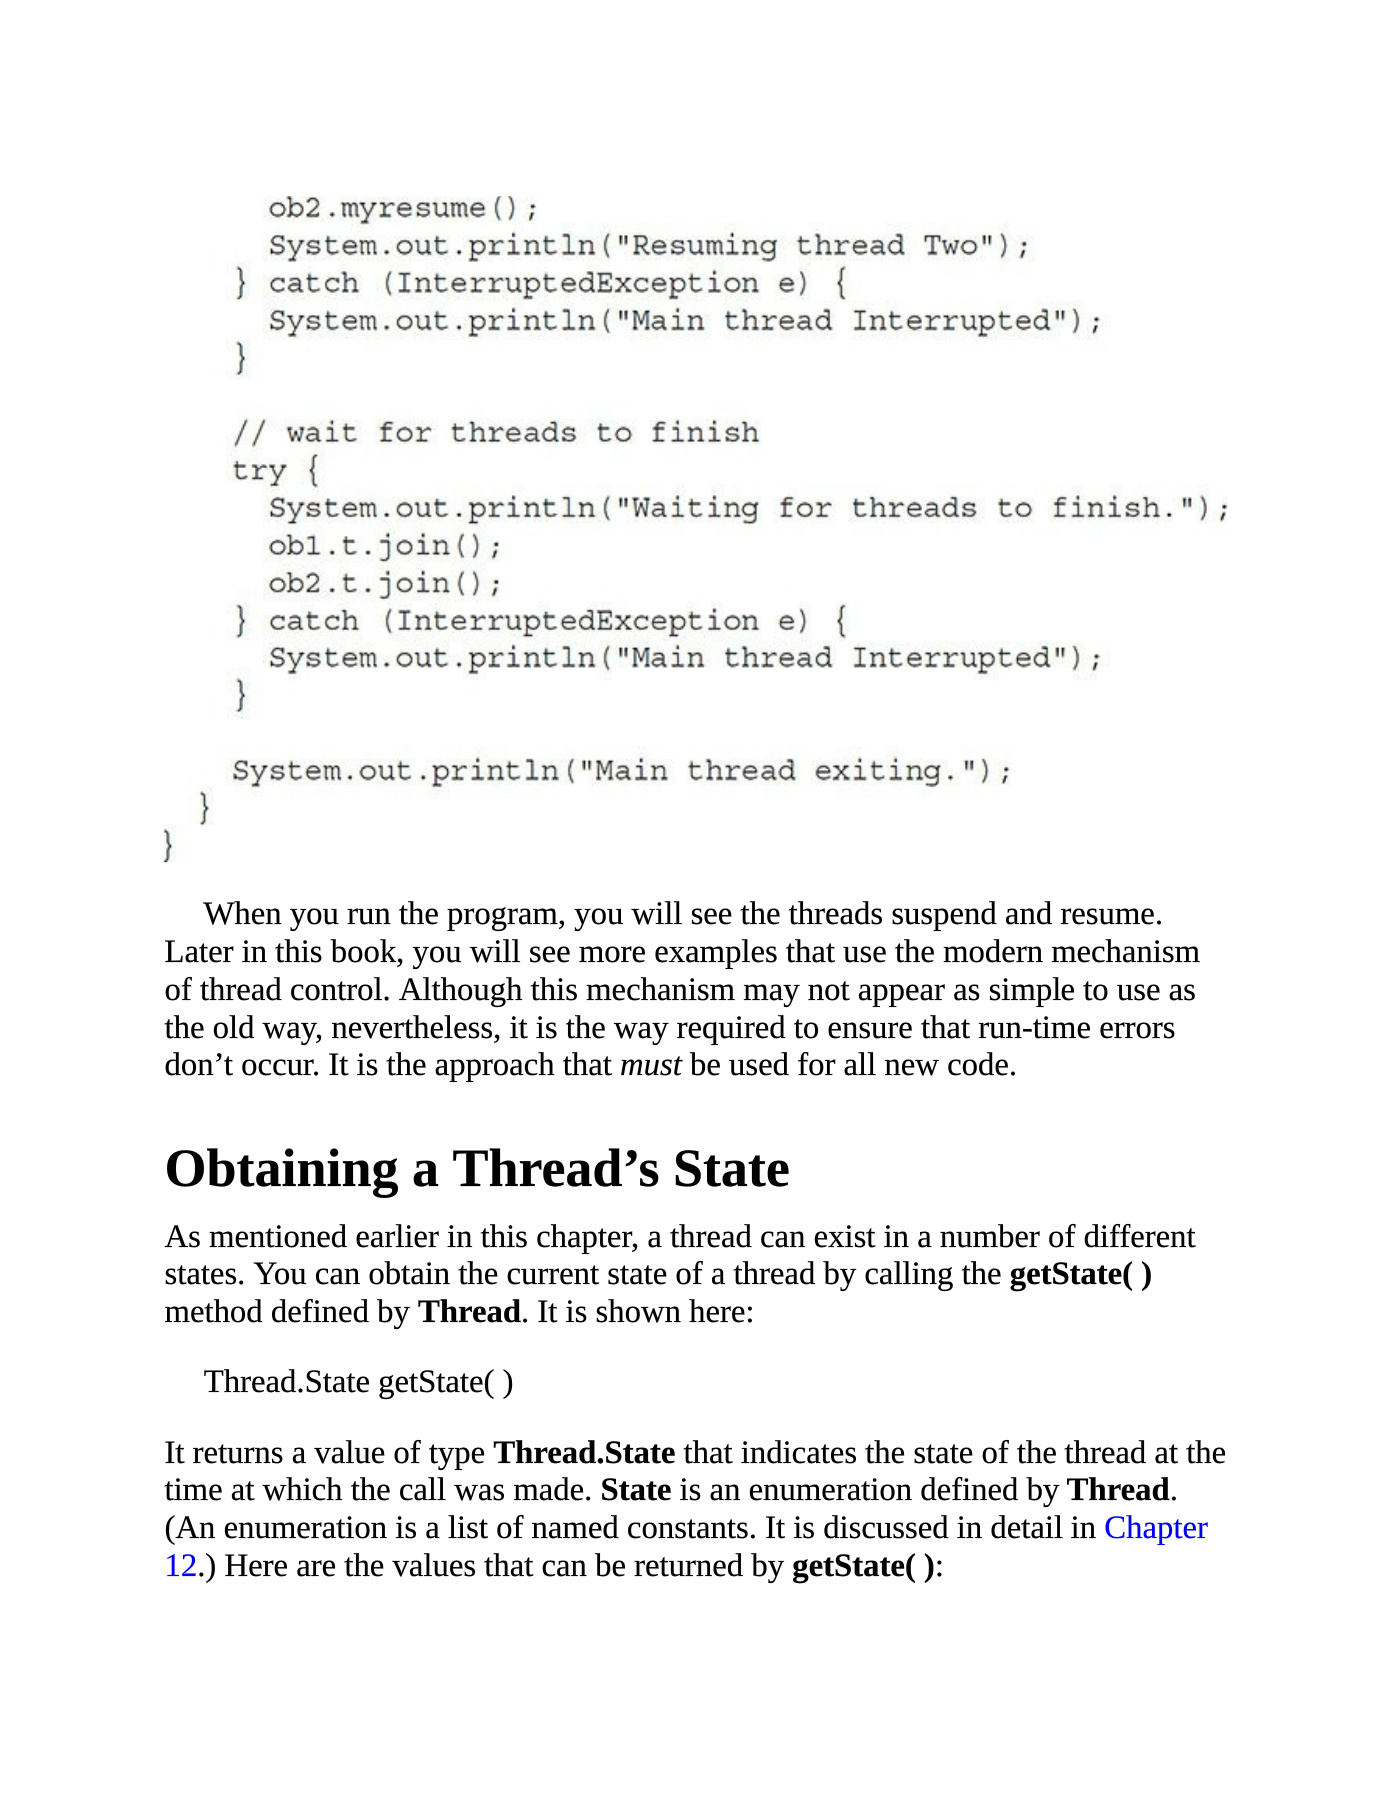 ob2.myresume();
System.out.println("Resuming thread Two");
} catch (InterruptedException e) {
System.out.println("Main thread Interrupted");
}
// wait for threads to finish
try {
System.out.println("Waiting for threads to finish.");
ob1.t.join();
ob2.t.join();
} catch (InterruptedException e) {
System.out.println("Main thread Interrupted");
}
System.out.println("Main thread exiting.");
}
}
When you run the program, you will see the threads suspend and resume.
Later in this book, you will see more examples that use the modern mechanism
of thread control. Although this mechanism may not appear as simple to use as
the old way, nevertheless, it is the way required to ensure that run-time errors
don’t occur. It is the approach that must be used for all new code.
Obtaining a Thread’s State
As mentioned earlier in this chapter, a thread can exist in a number of different
states. You can obtain the current state of a thread by calling the getState( )
method defined by Thread. It is shown here:
Thread.State getState( )
It returns a value of type Thread.State that indicates the state of the thread at the
time at which the call was made. State is an enumeration defined by Thread.
(An enumeration is a list of named constants. It is discussed in detail in Chapter
12.) Here are the values that can be returned by getState( ):